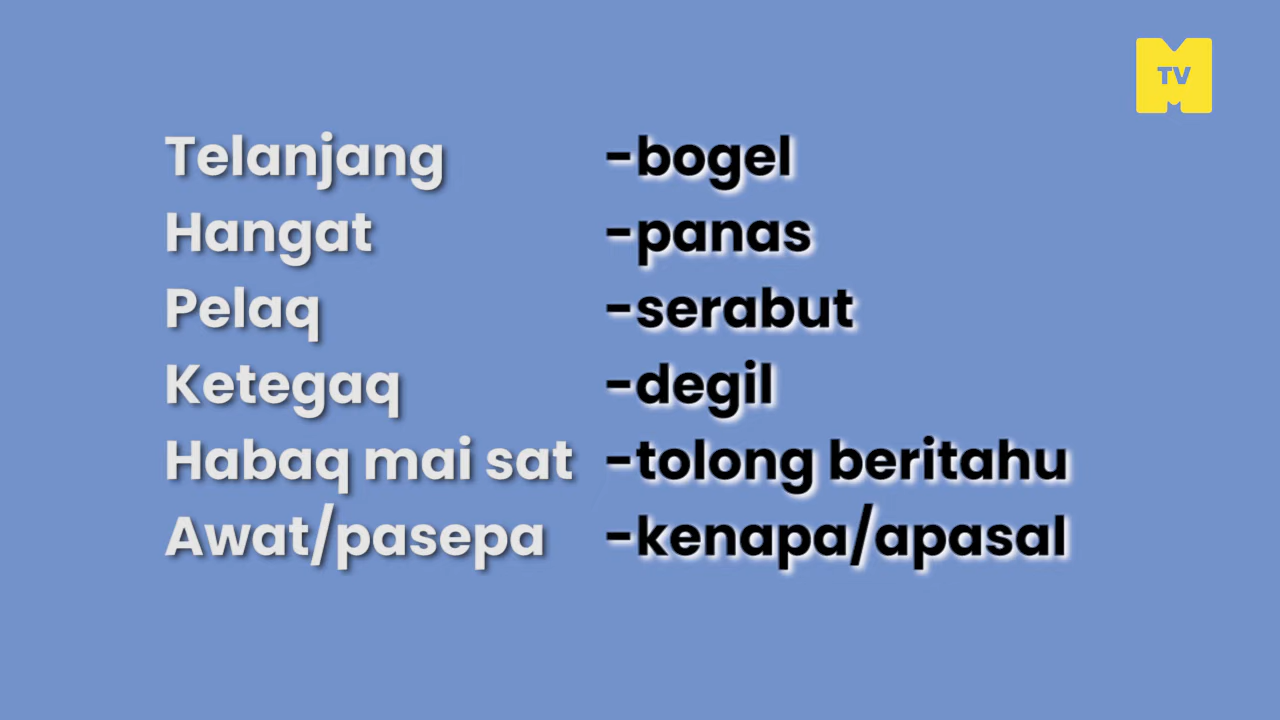 TV
Telanjang -bogel
Hangat -panas
Pelaq -serabut
Ketegaq -degil
Habaq mai sat -tolong beritahu
Awat/pasepa -kenapa/apasal